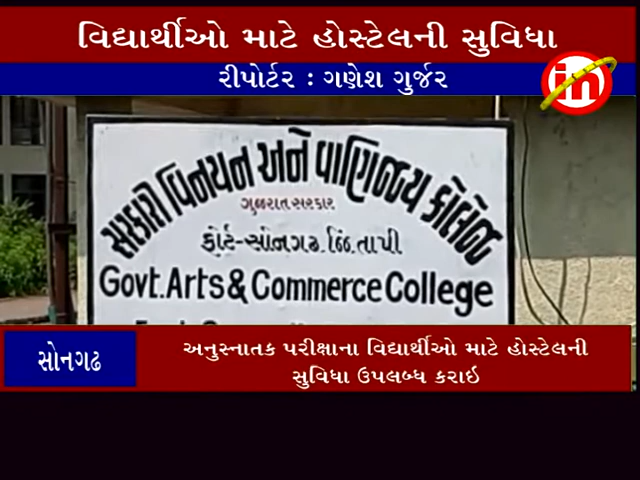 વિદ્યાર્થીઓ માટે હોસ્ટેલની સુવિધા
રીપોર્ટર : ગણેશ ગુર્જર
in
સરકારી વિનયન અને વાણિજ્ય કોલેજ
ગુજરાત સરકાર
ફોર્ટ-સોનગઢ, જિ. તાપી
Govt. Arts & Commerce College
સોનગઢ
અનુસ્નાતક પરીક્ષાના વિદ્યાર્થીઓ માટે હોસ્ટેલની
સુવિધા ઉપલબ્ધ કરાઇ